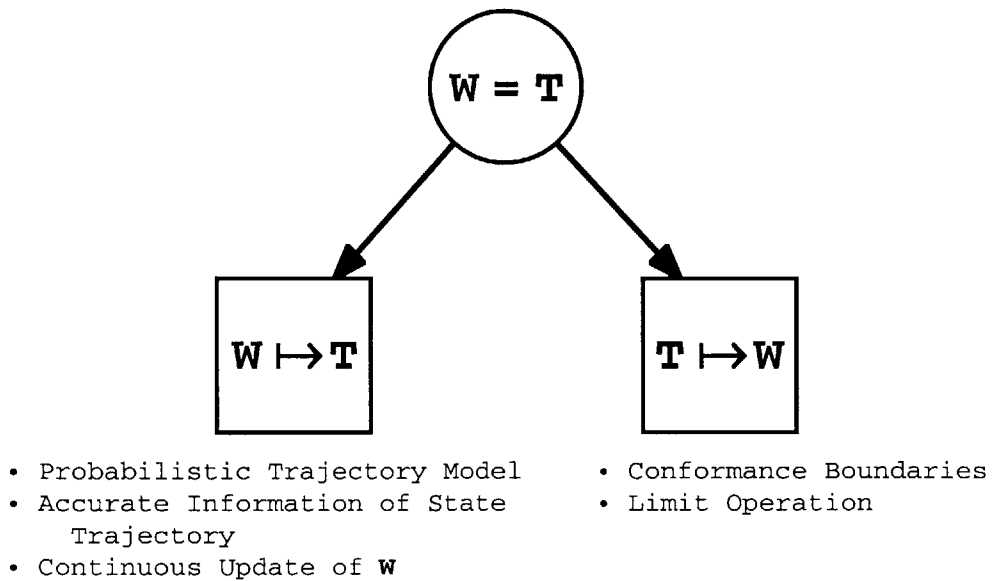 W = T
W ↦ T
T ↦ W
• Probabilistic Trajectory Model
• Accurate Information of State
Trajectory
• Continuous Update of W
• Conformance Boundaries
• Limit Operation